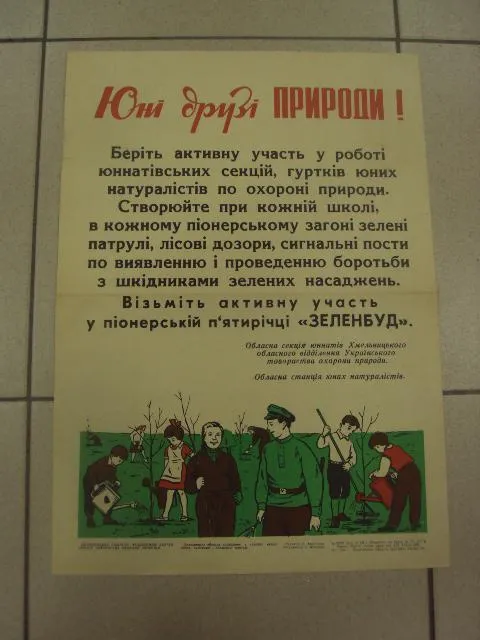 Юні друзі ПРИРОДИ!
Беріть активну участь у роботі
юннатівських секцій, гуртків юних
натуралістів по охороні природи.
Створюйте при кожній школі,
в кожному піонерському загоні зелені
патрулі, лісові дозори, сигнальні пости
по виявленню і проведенню боротьби
з шкідниками зелених насаджень.
Візьміть активну участь
у піонерській п'ятирічці «ЗЕЛЕНБУД».
Обласна секція юннатів Хмельницького
обласного відділення Українського
товариства охорони природи.
Обласна станція юних натуралістів.